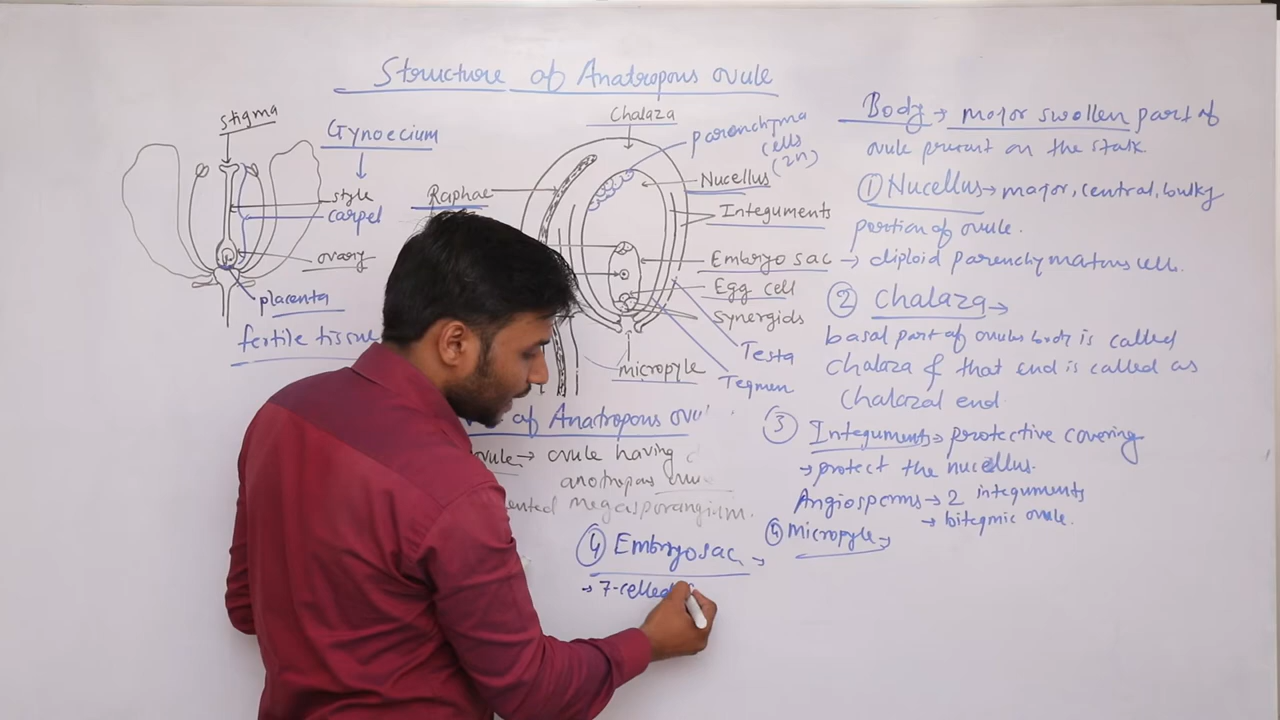 Structure of Anatropous ovule
stigma
Gynoecium
style
carpel
ovary
placenta
fertile tissue
Chalaza
parenchyma
cells
(2n)
Raphae
Nucellus
Integuments
Embryo sac
Egg cell
Synergids
Testa
Tegmen
micropyle
of Anatropous
ovule → ovule having
anatropous
megasporangium.
④ Embryosac →
→ 7-celled
Body → major swollen part of
ovule present on the stalk.
① Nucellus → major, central, bulky
portion of ovule.
→ diploid parenchymatous cells.
② Chalaza →
basal part of ovules body is called
chalaza & that end is called as
chalazal end.
③ Integuments → protective covering
→ protect the nucellus.
Angiosperms → 2 integuments
→ bitegmic ovule.
④ Micropyle →